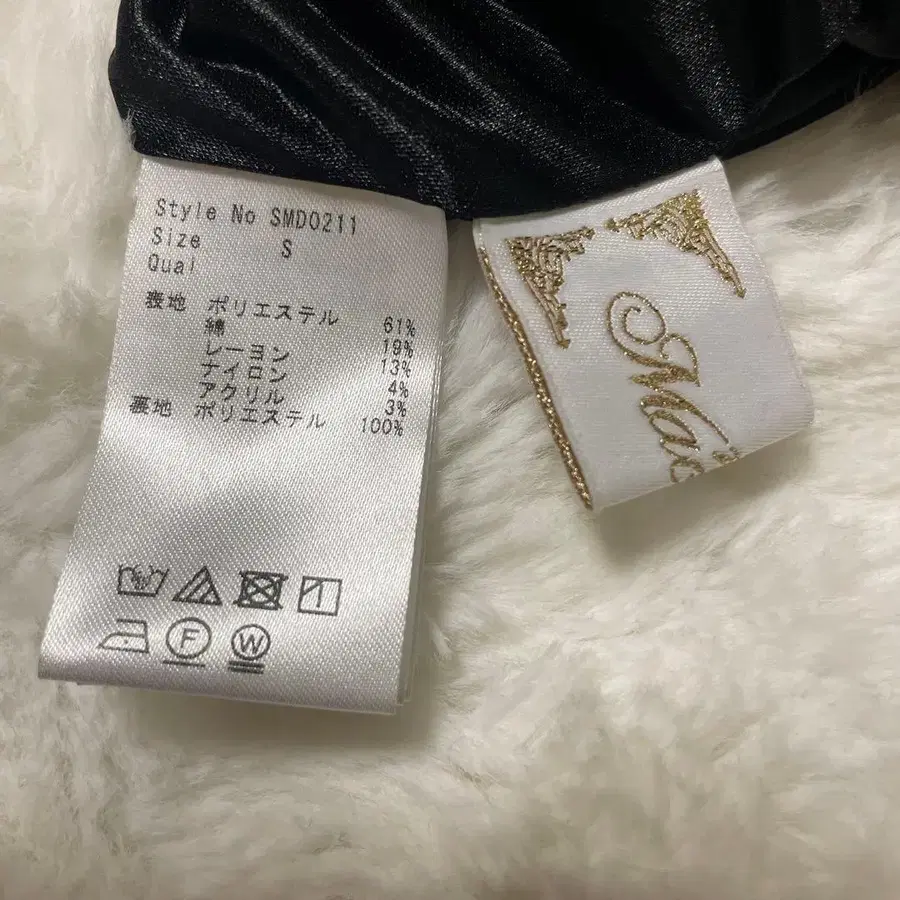 Style No SMD0211
Size S
Qual
表地 ポリエステル 61%
綿 19%
レーヨン 13%
ナイロン 4%
アクリル 3%
裏地 ポリエステル 100%
F
W